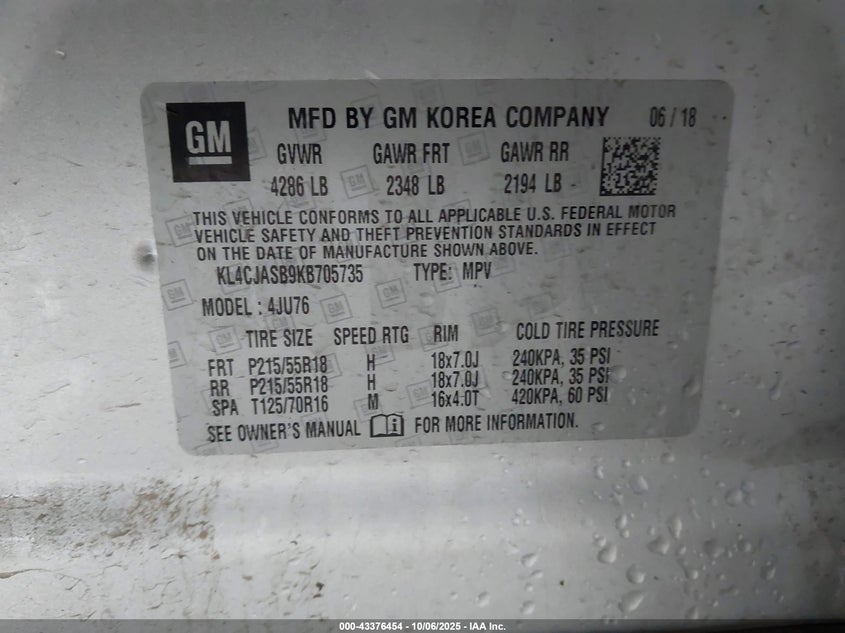 GM
MFD BY GM KOREA COMPANY 06 / 18
GVWR GAWR FRT GAWR RR
4286 LB 2348 LB 2194 LB
THIS VEHICLE CONFORMS TO ALL APPLICABLE U.S. FEDERAL MOTOR
VEHICLE SAFETY AND THEFT PREVENTION STANDARDS IN EFFECT
ON THE DATE OF MANUFACTURE SHOWN ABOVE.
KL4CJASB9KB705735 TYPE: MPV
MODEL : 4JU76
TIRE SIZE SPEED RTG RIM COLD TIRE PRESSURE
FRT P215/55R18 H 18x7.0J 240KPA, 35 PSI
RR P215/55R18 H 18x7.0J 240KPA, 35 PSI
SPA T125/70R16 M 16x4.0T 420KPA, 60 PSI
SEE OWNER'S MANUAL FOR MORE INFORMATION.
000-43376454 - 10/06/2025 - IAA Inc.